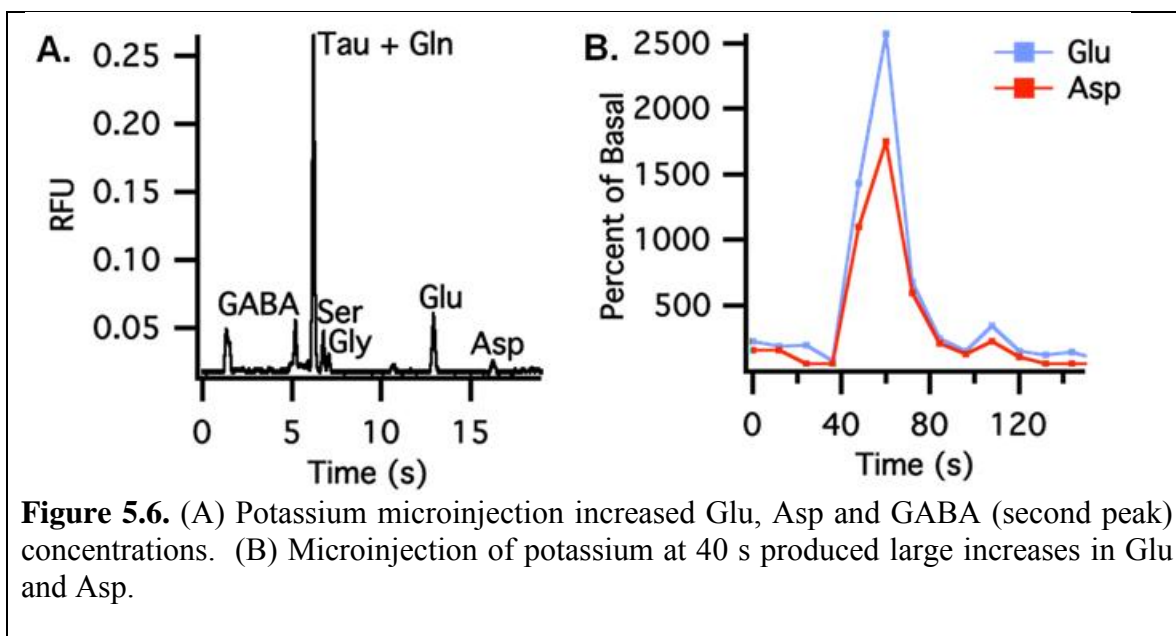 A.
0.25
0.20
0.15
0.10
0.05
RFU
Tau + Gln
GABA
Ser
Gly
Glu
Asp
0 5 10 15
Time (s)
B.
2500
2000
1500
1000
500
Percent of Basal
Glu
Asp
0 40 80 120
Time (s)
Figure 5.6. (A) Potassium microinjection increased Glu, Asp and GABA (second peak)
concentrations. (B) Microinjection of potassium at 40 s produced large increases in Glu
and Asp.